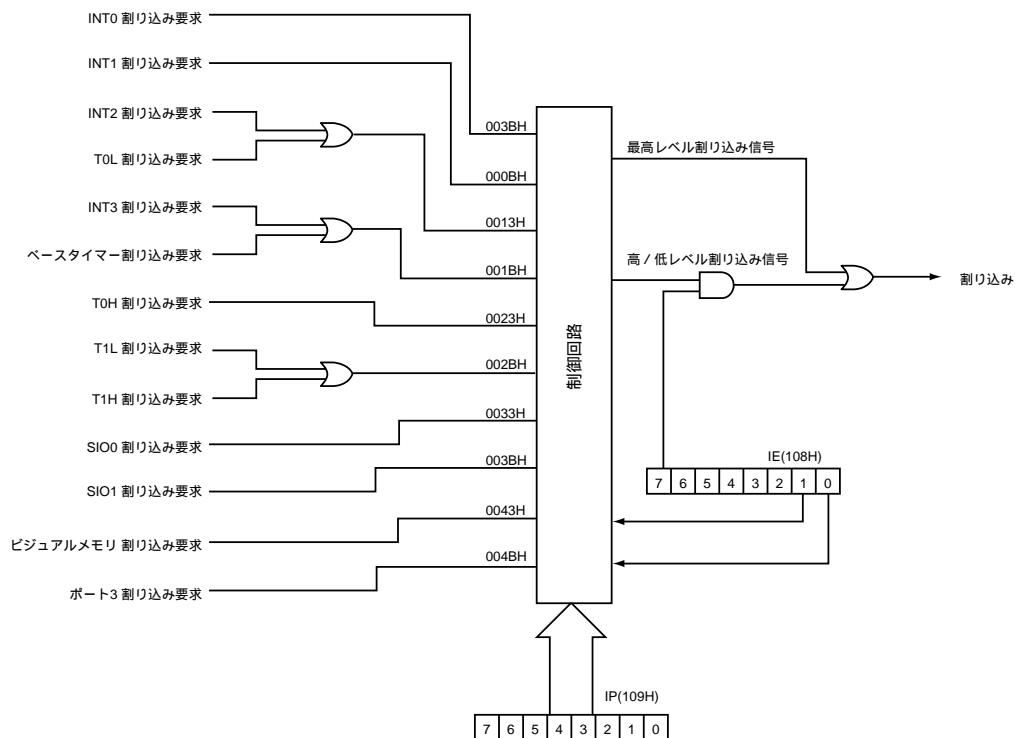 INT0 割り込み要求
INT1 割り込み要求
INT2 割り込み要求
T0L 割り込み要求
INT3 割り込み要求
ベースタイマー割り込み要求
T0H 割り込み要求
T1L 割り込み要求
T1H 割り込み要求
SIO0 割り込み要求
SIO1 割り込み要求
ビジュアルメモリ 割り込み要求
ポート3 割り込み要求
003BH
000BH
0013H
001BH
0023H
002BH
0033H
003BH
0043H
004BH
制御回路
最高レベル割り込み信号
高 / 低レベル割り込み信号
割り込み
IE(108H)
7 6 5 4 3 2 1 0
IP(109H)
7 6 5 4 3 2 1 0